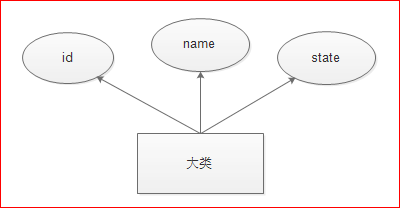 id
name
state
大类